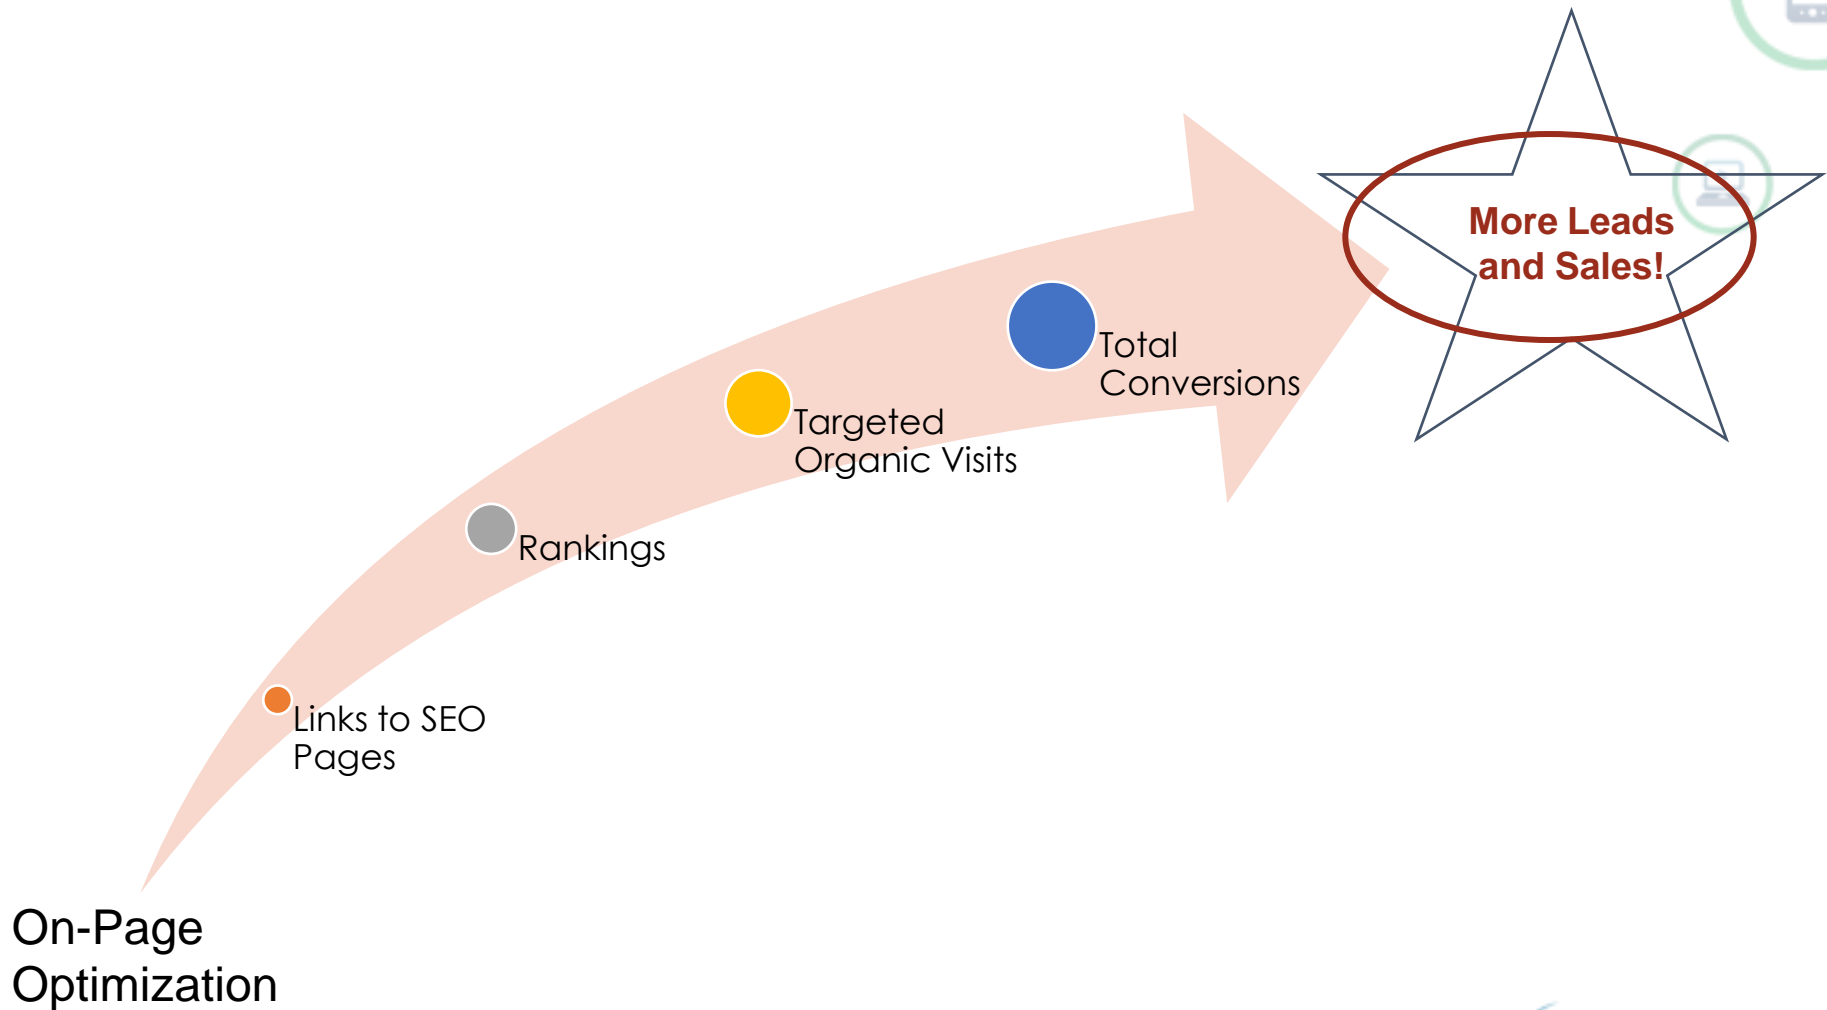 More Leads
and Sales!
Total
Conversions
Targeted
Organic Visits
Rankings
Links to SEO
Pages
On-Page
Optimization